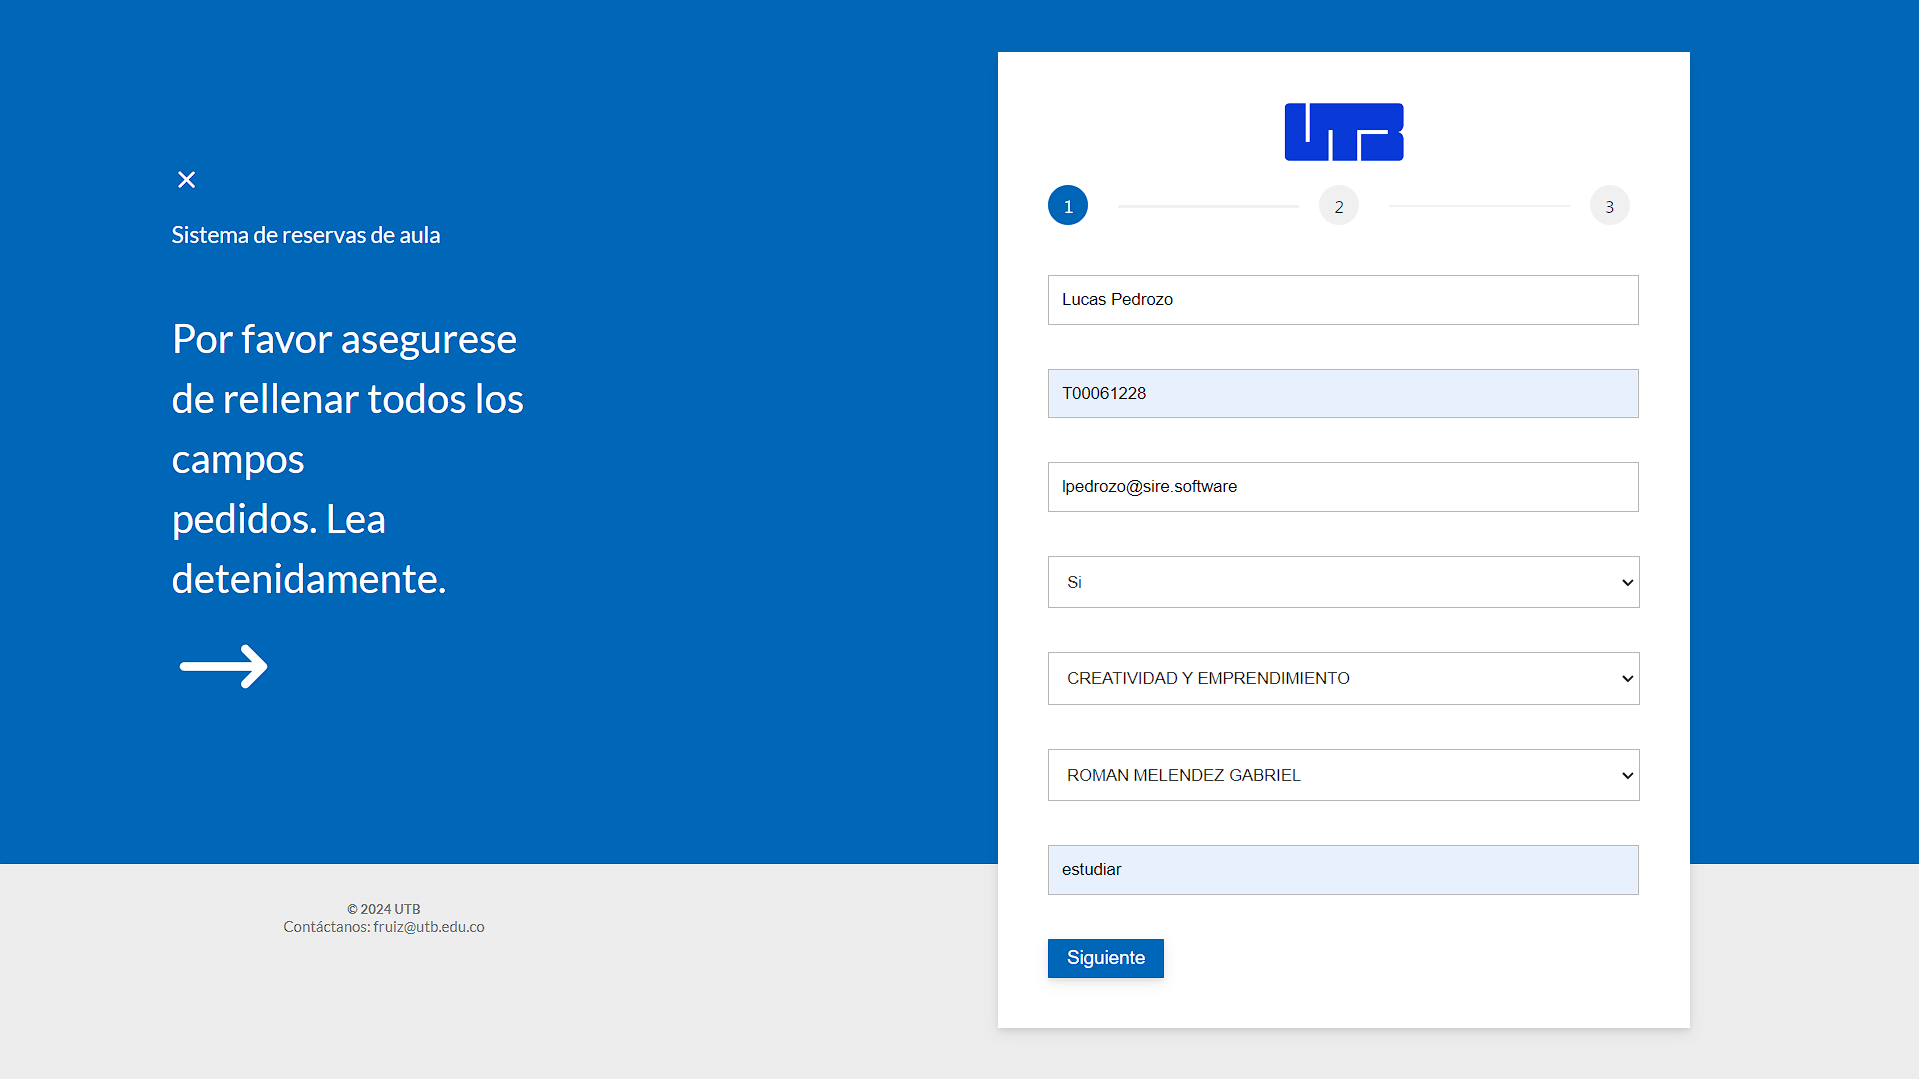 Sistema de reservas de aula
Por favor asegurese
de rellenar todos los
campos
pedidos. Lea
detenidamente.
© 2024 UTB
Contáctanos: fruiz@utb.edu.co
UTB
1
2
3
Lucas Pedrozo
T00061228
lpedrozo@sire.software
Si
CREATIVIDAD Y EMPRENDIMIENTO
ROMAN MELENDEZ GABRIEL
estudiar
Siguiente